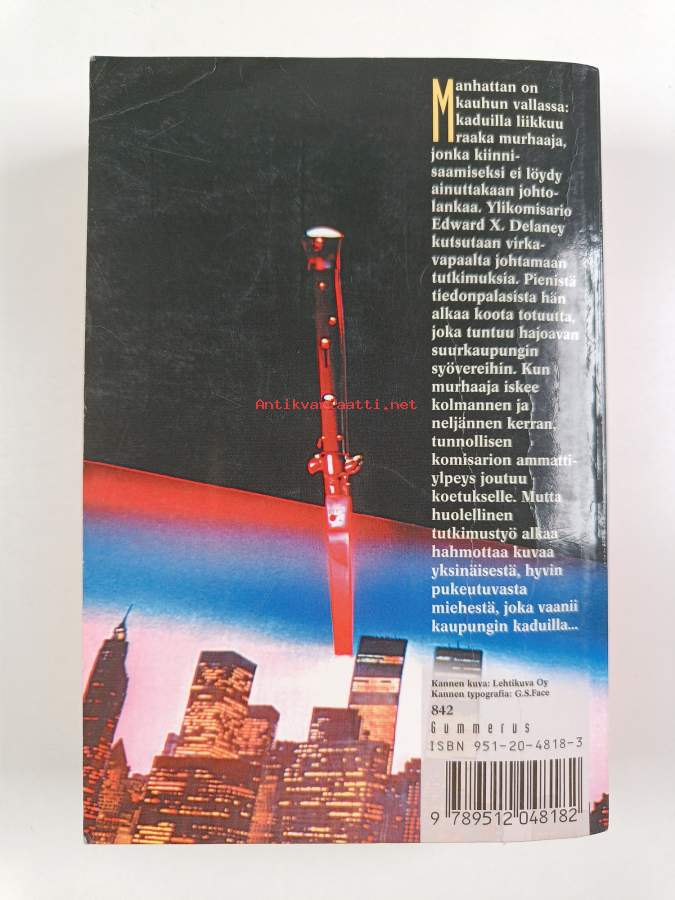 Manhattan on
kauhun vallassa:
kaduilla liikkuu
raaka murhaaja,
jonka kiinni-
saamiseksi ei löydy
ainuttakaan johto-
lankaa. Ylikomisario
Edward X. Delaney
kutsutaan virka-
vapaalta johtamaan
tutkimuksia. Pienistä
tiedonpalasista hän
alkaa koota totuutta,
joka tuntuu hajoavan
suurkaupungin
syövereihin. Kun
murhaaja iskee
kolmannen ja
neljännen kerran,
tunnollisen
komisarion ammatti-
ylpeys joutuu
koetukselle. Mutta
huolellinen
tutkimustyö alkaa
hahmottaa kuvaa
yksinäisestä, hyvin
pukeutuvasta
miehestä, joka vaanii
kaupungin kaduilla...
Antikvariaatti.net
Kannen kuva: Lehtikuva Oy
Kannen typografia: G.S.Face
842
Gummerus
ISBN 951-20-4818-3
9 789512 048182